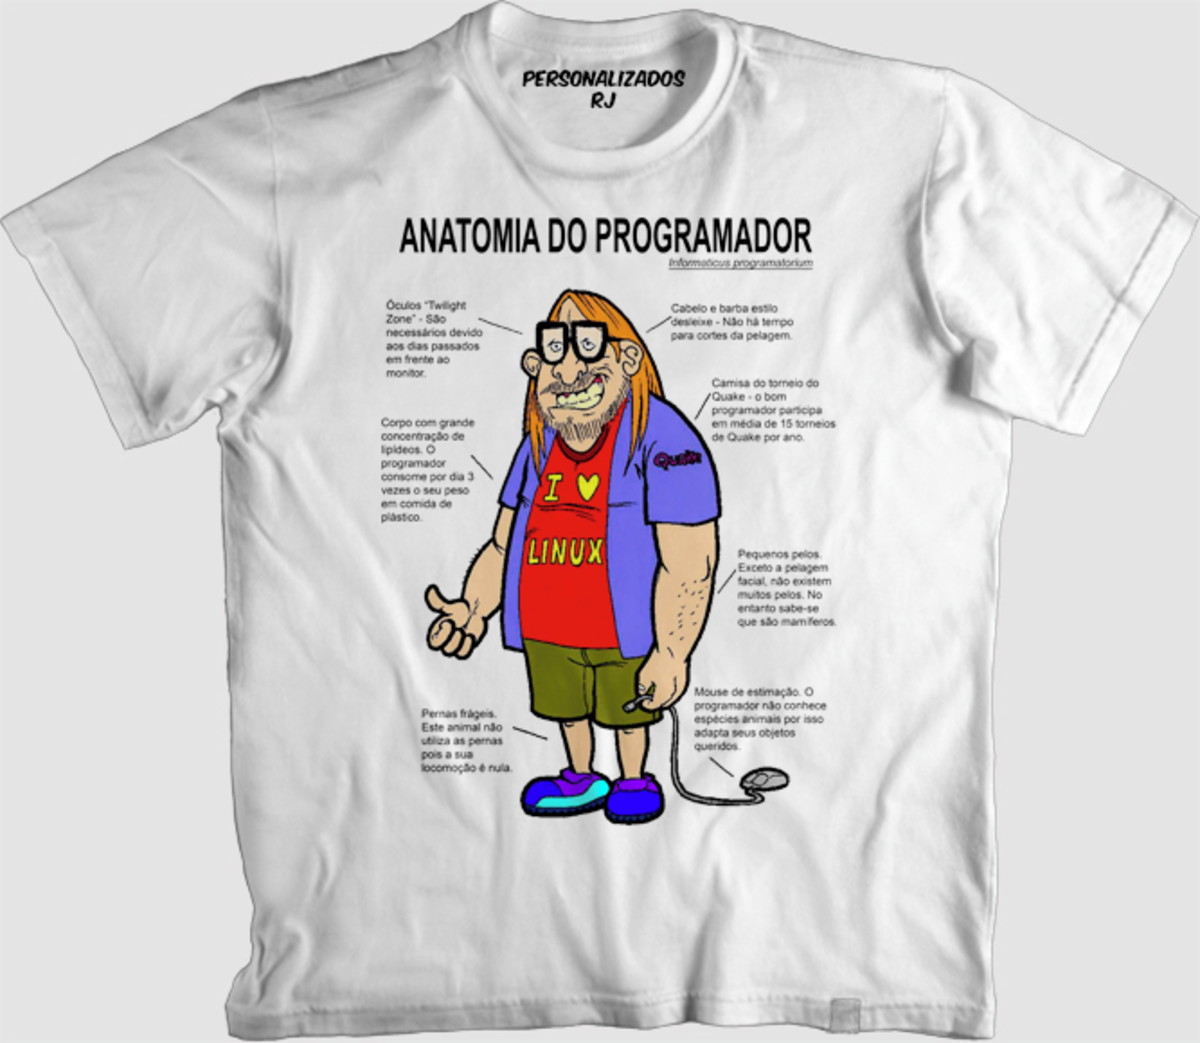 PERSONALIZADOS
RJ
ANATOMIA DO PROGRAMADOR
Informaticus programatorium
Óculos "Twilight
Zone" - São
necessários devido
aos dias passados
em frente ao
monitor.
Cabelo e barba estilo
desleixe - Não há tempo
para cortes da pelagem.
Camisa do torneio do
Quake - o bom
programador participa
em média de 15 torneios
de Quake por ano.
Corpo com grande
concentração de
lipídeos. O
programador
consome por dia 3
vezes o seu peso
em comida de
plástico.
Quake
I
LINUX
Pequenos pelos.
Exceto a pelagem
facial, não existem
muitos pelos. No
entanto sabe-se
que são mamíferos.
Mouse de estimação. O
programador não conhece
espécies animais por isso
adapta seus objetos
queridos.
Pernas frágeis.
Este animal não
utiliza as pernas
pois a sua
locomoção é nula.